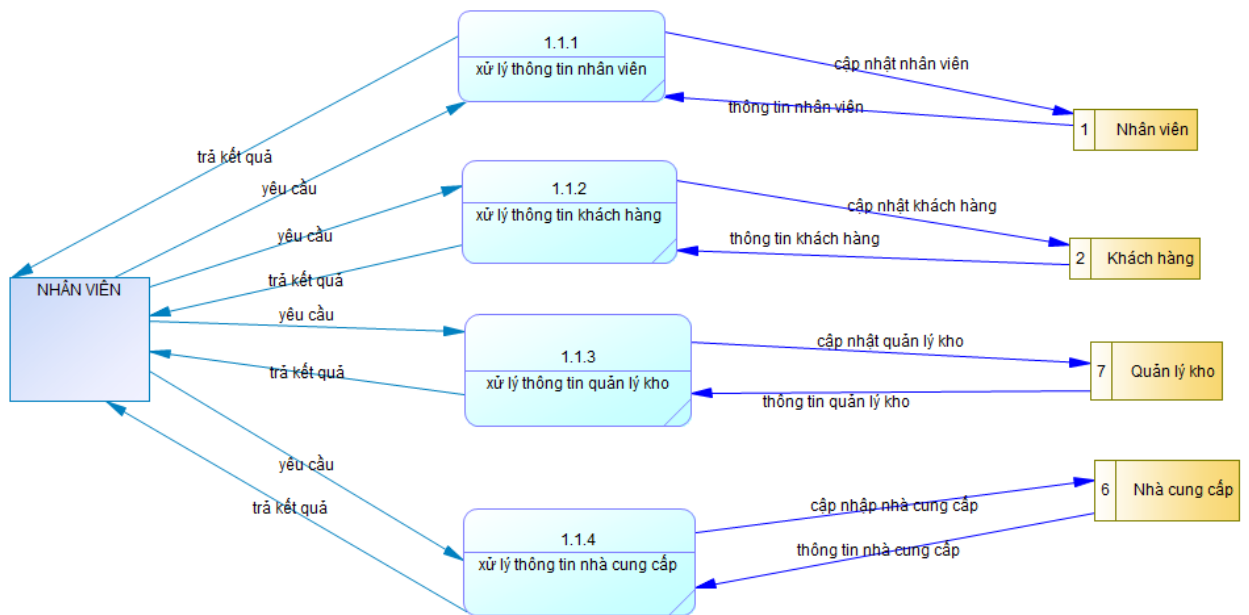 1.1.1
xử lý thông tin nhân viên
cập nhật nhân viên
thông tin nhân viên
1 Nhân viên
trả kết quả
yêu cầu
1.1.2
xử lý thông tin khách hàng
cập nhật khách hàng
thông tin khách hàng
2 Khách hàng
yêu cầu
trả kết quả
NHÂN VIÊN
yêu cầu
trả kết quả
1.1.3
xử lý thông tin quản lý kho
cập nhật quản lý kho
thông tin quản lý kho
7 Quản lý kho
yêu cầu
trả kết quả
1.1.4
xử lý thông tin nhà cung cấp
cập nhập nhà cung cấp
thông tin nhà cung cấp
6 Nhà cung cấp